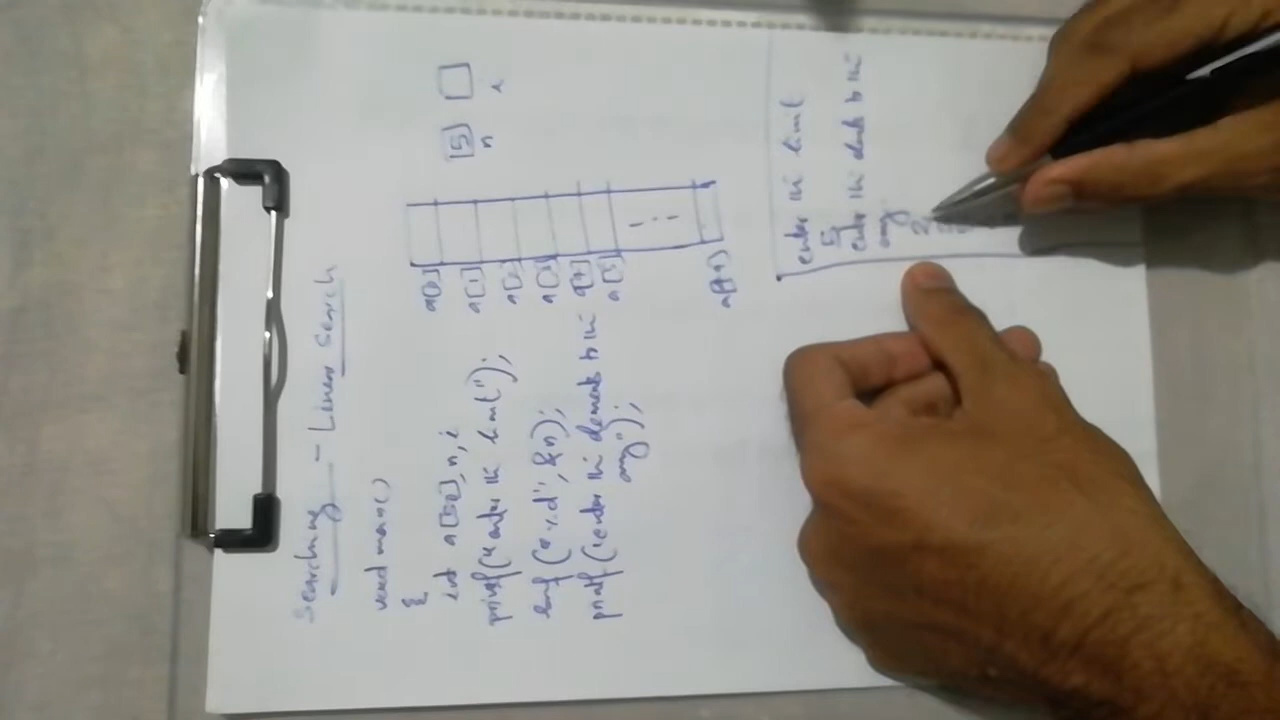 Searching - Linear Search
void main()
{
int a[50], n, i
printf("enter the limit");
scanf("%d", &n);
printf("enter the elements to the
array");
a[0]
a[1]
a[2]
a[3]
a[4]
a[5]
5
n
i
enter the limit
5
enter the elements to the
array
2